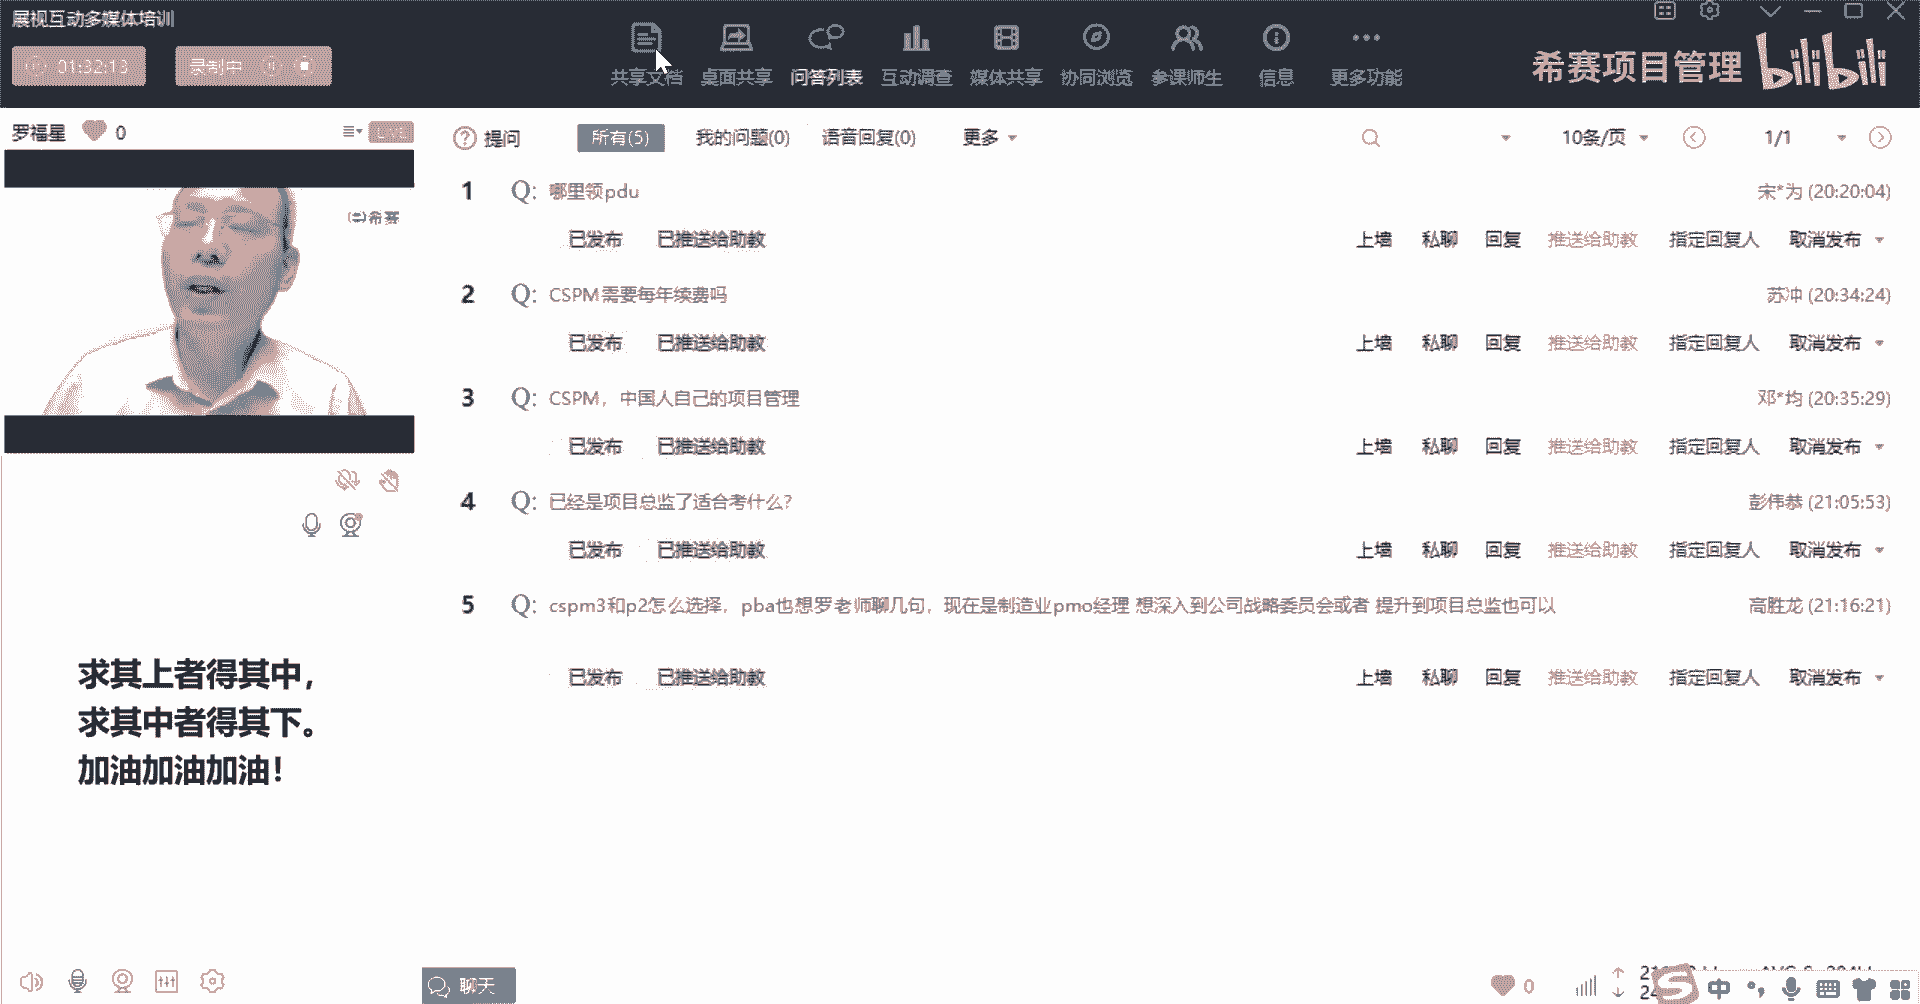 展视互动多媒体培训
01:32:13
录制中
共享文档 桌面共享 问答列表 互动调查 媒体共享 协同浏览 参课师生 信息 更多功能
希赛项目管理 bilibili
罗福星 0
LIVE
希赛
提问 所有(5) 我的问题(0) 语音回复(0) 更多 10条/页 1/1
1 Q: 哪里领pdu 宋*为 (20:20:04)
已发布 已推送给助教 上墙 私聊 回复 推送给助教 指定回复人 取消发布
2 Q: CSPM需要每年续费吗 苏冲 (20:34:24)
已发布 已推送给助教 上墙 私聊 回复 推送给助教 指定回复人 取消发布
3 Q: CSPM，中国人自己的项目管理 邓*均 (20:35:29)
已发布 已推送给助教 上墙 私聊 回复 推送给助教 指定回复人 取消发布
4 Q: 已经是项目总监了适合考什么？ 彭伟恭 (21:05:53)
已发布 已推送给助教 上墙 私聊 回复 推送给助教 指定回复人 取消发布
5 Q: cspm3和p2怎么选择，pba也想罗老师聊几句，现在是制造业pmo经理 想深入到公司战略委员会或者 提升到项目总监也可以 高胜龙 (21:16:21)
已发布 已推送给助教 上墙 私聊 回复 推送给助教 指定回复人 取消发布
求其上者得其中，
求其中者得其下。
加油加油加油！
聊天
0
中